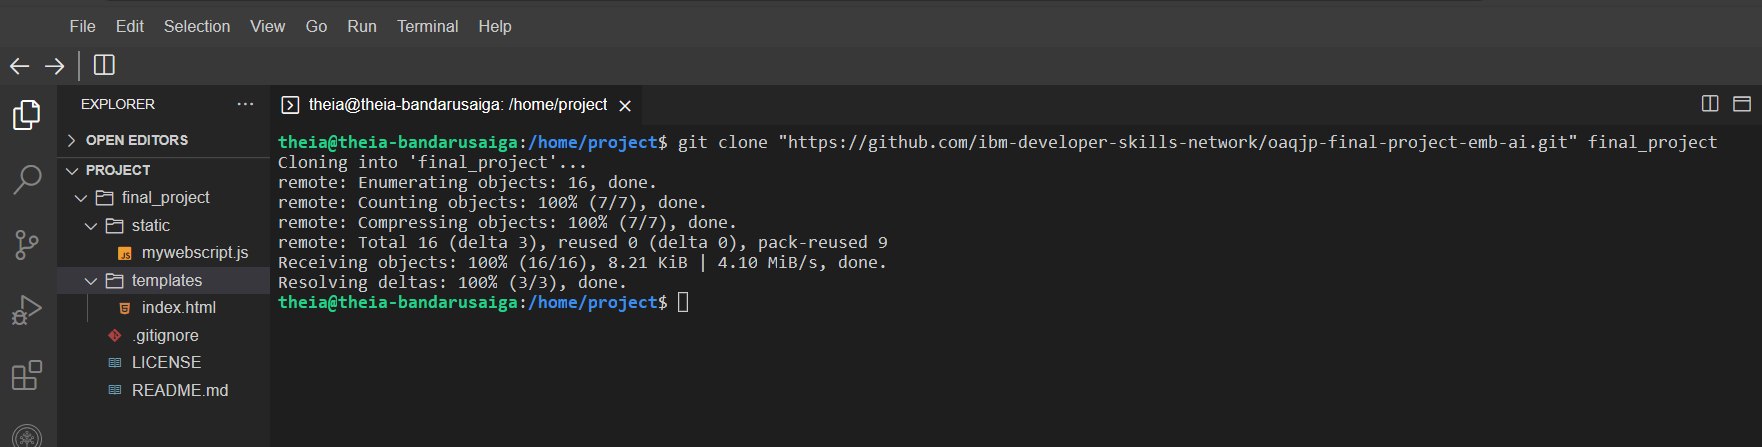 File Edit Selection View Go Run Terminal Help
EXPLORER
OPEN EDITORS
PROJECT
final_project
static
mywebscript.js
templates
index.html
.gitignore
LICENSE
README.md
theia@theia-bandarusaiga: /home/project
theia@theia-bandarusaiga:/home/project$ git clone "https://github.com/ibm-developer-skills-network/oaqjp-final-project-emb-ai.git" final_project
Cloning into 'final_project'...
remote: Enumerating objects: 16, done.
remote: Counting objects: 100% (7/7), done.
remote: Compressing objects: 100% (7/7), done.
remote: Total 16 (delta 3), reused 0 (delta 0), pack-reused 9
Receiving objects: 100% (16/16), 8.21 KiB | 4.10 MiB/s, done.
Resolving deltas: 100% (3/3), done.
theia@theia-bandarusaiga:/home/project$